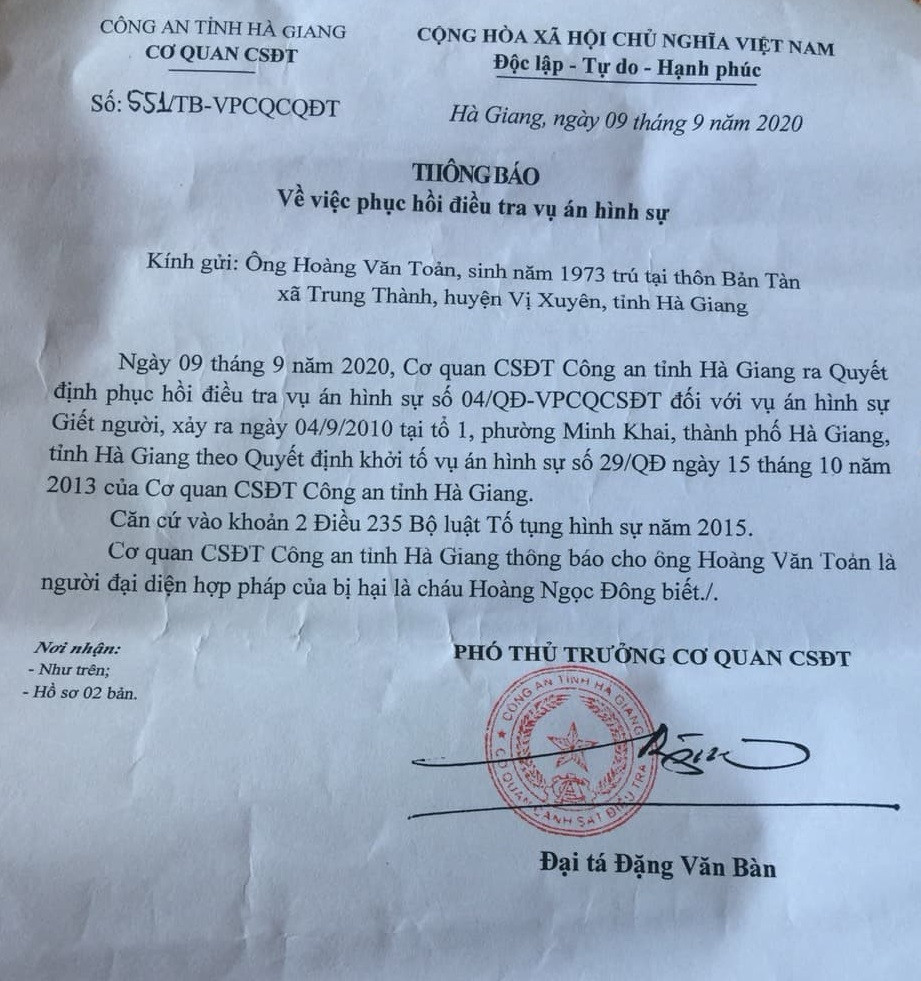 CÔNG AN TỈNH HÀ GIANG
CƠ QUAN CSĐT
Số: 551/TB-VPCQCQĐT
CỘNG HÒA XÃ HỘI CHỦ NGHĨA VIỆT NAM
Độc lập - Tự do - Hạnh phúc
Hà Giang, ngày 09 tháng 9 năm 2020
THÔNG BÁO
Về việc phục hồi điều tra vụ án hình sự
Kính gửi: Ông Hoàng Văn Toản, sinh năm 1973 trú tại thôn Bản Tàn
xã Trung Thành, huyện Vị Xuyên, tỉnh Hà Giang
Ngày 09 tháng 9 năm 2020, Cơ quan CSĐT Công an tỉnh Hà Giang ra Quyết
định phục hồi điều tra vụ án hình sự số 04/QĐ-VPCQCSĐT đối với vụ án hình sự
Giết người, xảy ra ngày 04/9/2010 tại tổ 1, phường Minh Khai, thành phố Hà Giang,
tỉnh Hà Giang theo Quyết định khởi tố vụ án hình sự số 29/QĐ ngày 15 tháng 10 năm
2013 của Cơ quan CSĐT Công an tỉnh Hà Giang.
Căn cứ vào khoản 2 Điều 235 Bộ luật Tố tụng hình sự năm 2015.
Cơ quan CSĐT Công an tỉnh Hà Giang thông báo cho ông Hoàng Văn Toản là
người đại diện hợp pháp của bị hại là cháu Hoàng Ngọc Đông biết./.
Nơi nhận:
- Như trên;
- Hồ sơ 02 bản.
PHÓ THỦ TRƯỞNG CƠ QUAN CSĐT
CÔNG AN TỈNH HÀ GIANG
CƠ QUAN CẢNH SÁT ĐIỀU TRA
Đại tá Đặng Văn Bàn